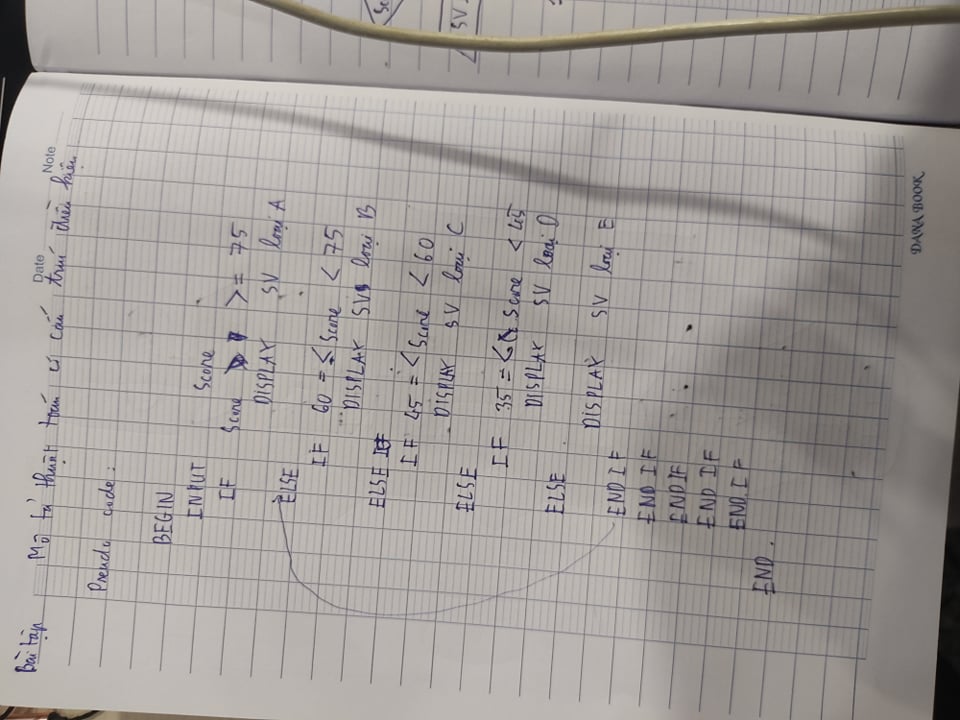 Date
Note
Bài tập Mô tả thuật toán có cấu trúc điều kiện
Pseudo code :
BEGIN
INPUT Score
IF Score >= 75
DISPLAY SV loại A
ELSE
IF 60 =< Score < 75
DISPLAY SV loại B
ELSE
IF 45 =< Score < 60
DISPLAY SV loại C
ELSE
IF 35 =< Score < 45
DISPLAY SV loại D
ELSE
DISPLAY SV loại E
END IF
END IF
END IF
END IF
END IF
END.
DANA BOOK
SV